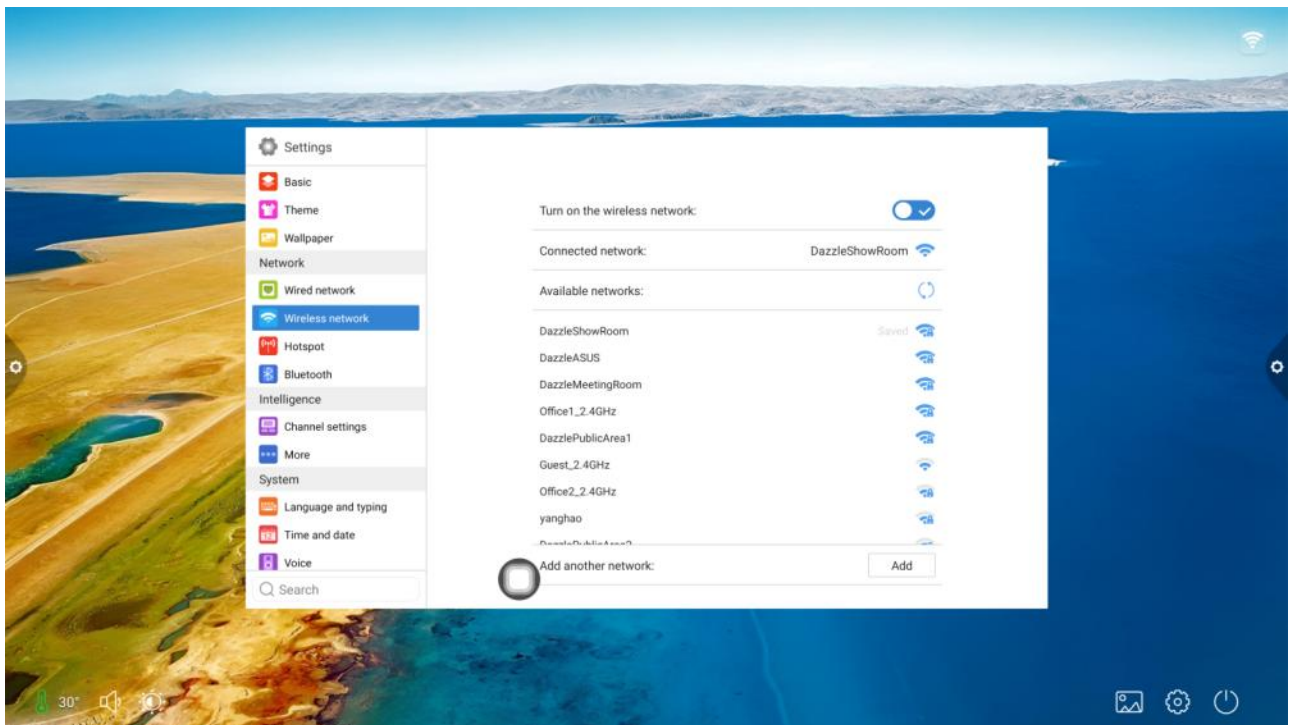 Settings
Basic
Theme
Wallpaper
Network
Wired network
Wireless network
Hotspot
Bluetooth
Intelligence
Channel settings
More
System
Language and typing
Time and date
Voice
Search
Turn on the wireless network:
Connected network: DazzleShowRoom
Available networks:
DazzleShowRoom Saved
DazzleASUS
DazzleMeetingRoom
Office1_2.4GHz
DazzlePublicArea1
Guest_2.4GHz
Office2_2.4GHz
yanghao
DazzlePublicArea2
Add another network: Add
30°